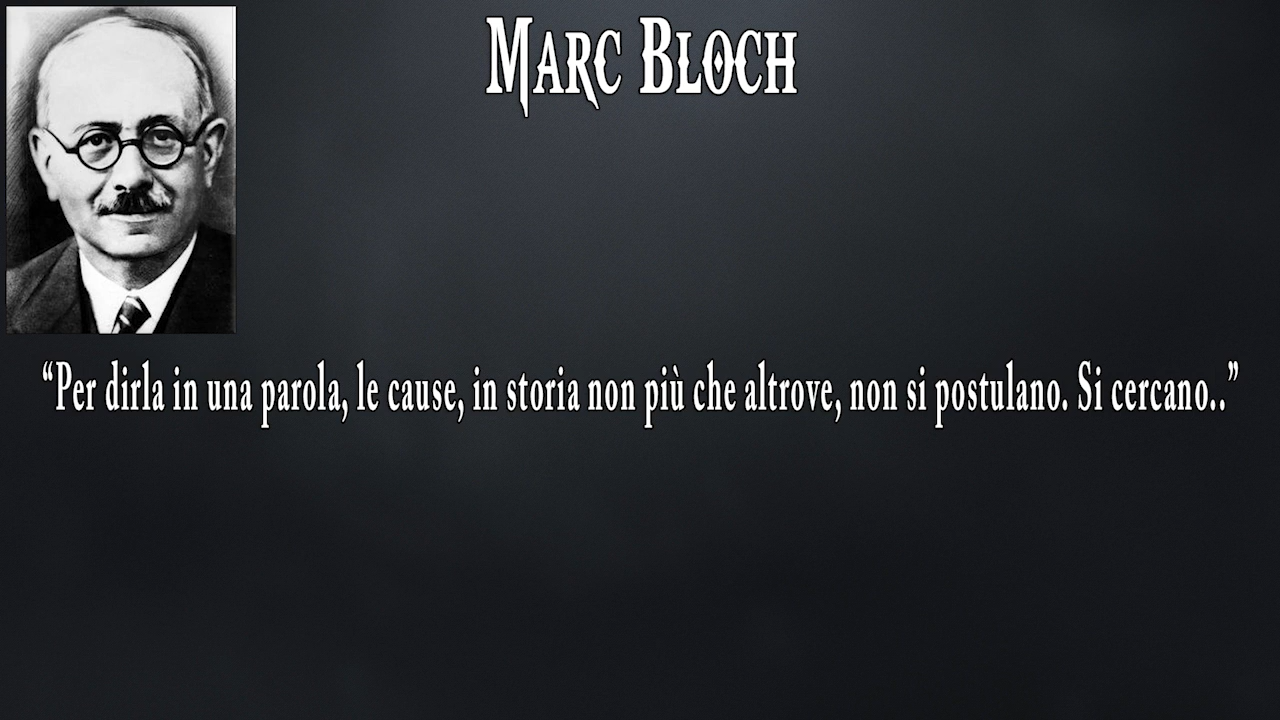 Marc Bloch
“Per dirla in una parola, le cause, in storia non più che altrove, non si postulano. Si cercano..”